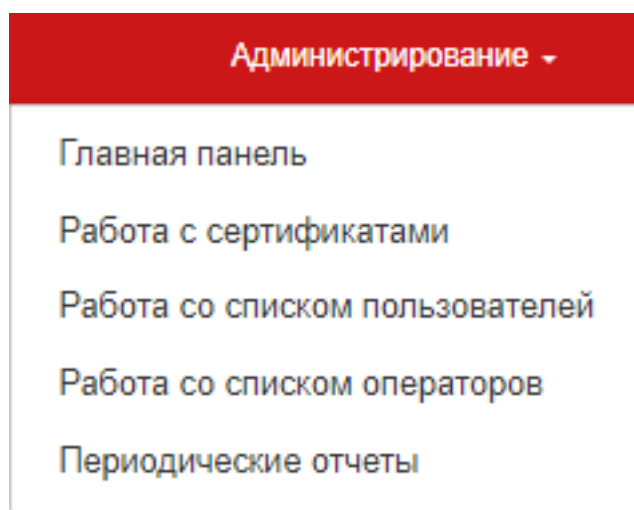 Администрирование
Главная панель
Работа с сертификатами
Работа со списком пользователей
Работа со списком операторов
Периодические отчеты